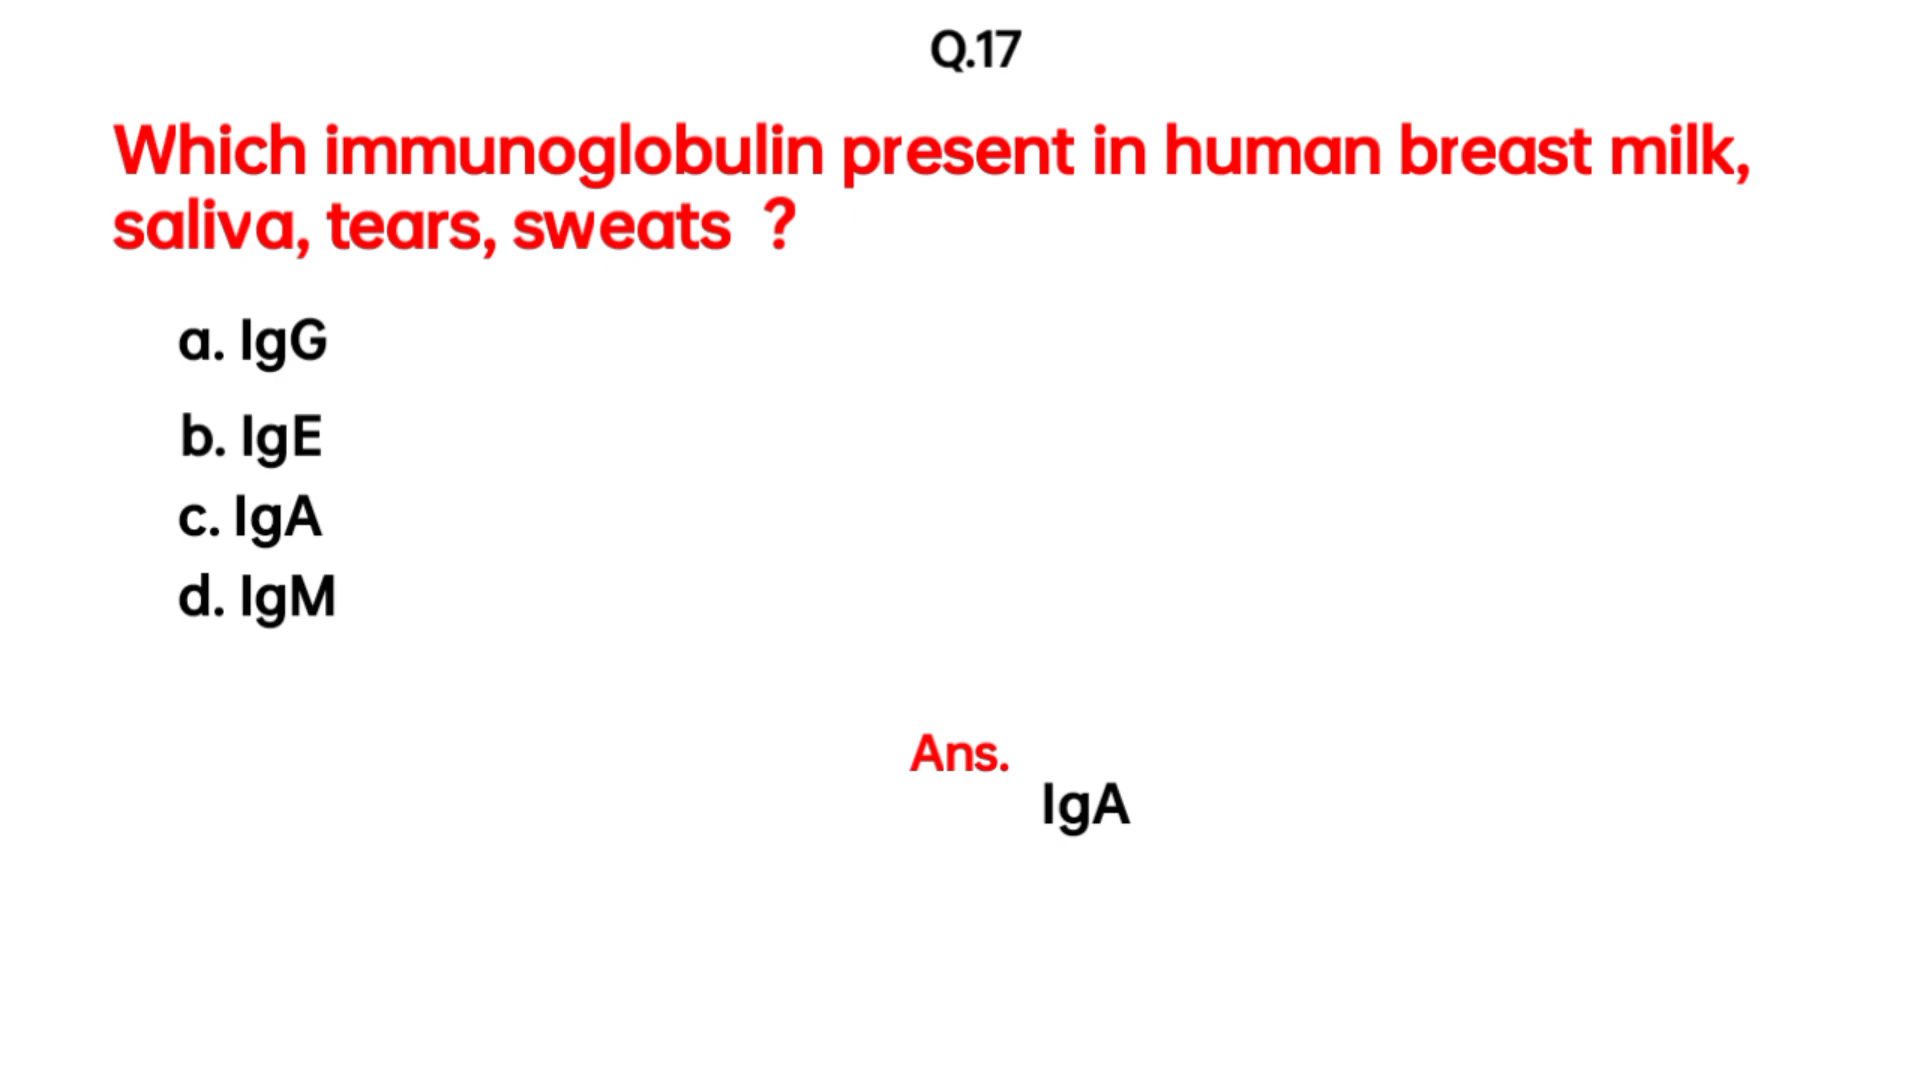 Q.17
Which immunoglobulin present in human breast milk,
saliva, tears, sweats ?
a. IgG
b. IgE
c. IgA
d. IgM
Ans.
IgA